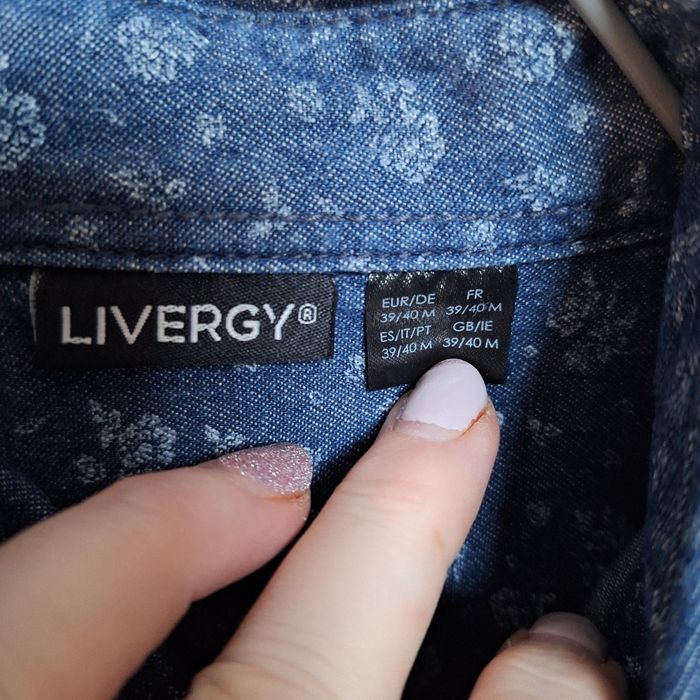 LIVERGY®
EUR/DE FR
39/40 M 39/40 M
ES/IT/PT GB/IE
39/40 M 39/40 M